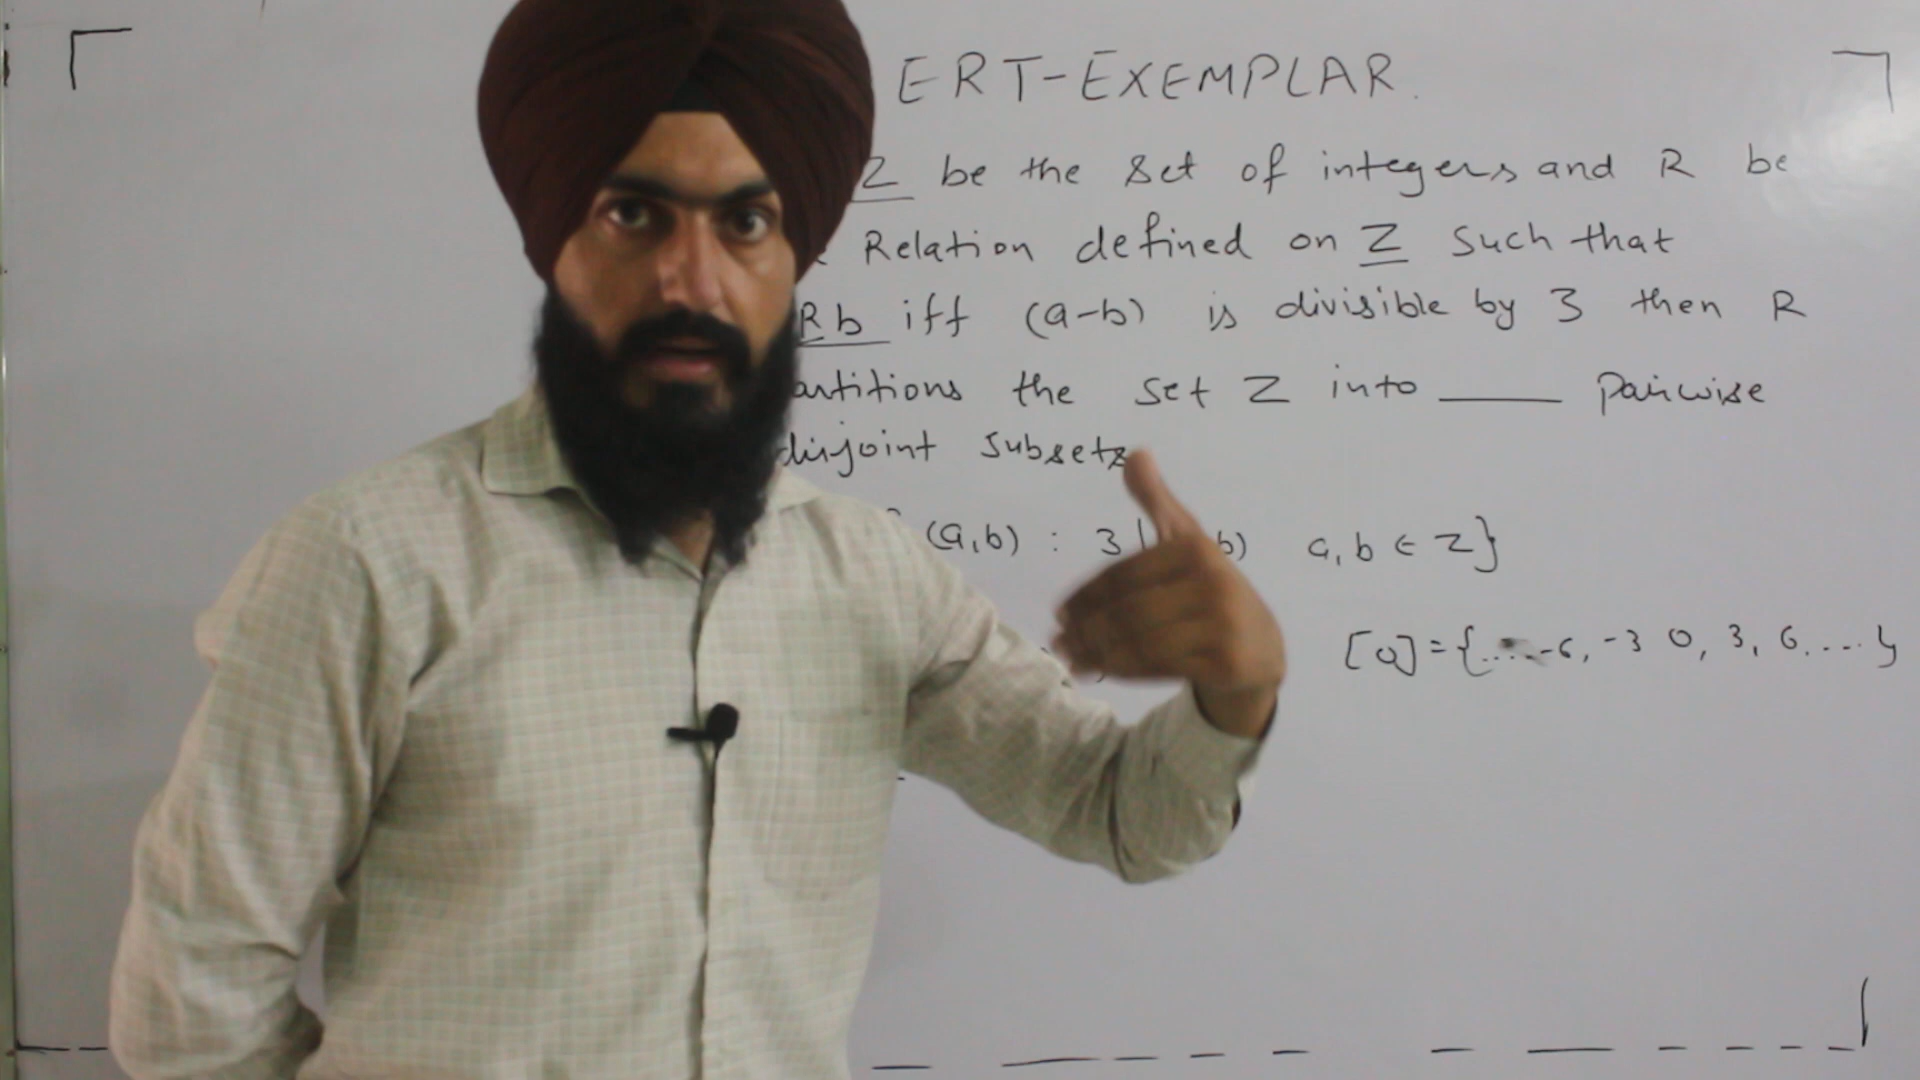 ERT-EXEMPLAR.
Z be the set of integers and R be
Relation defined on Z such that
Rb iff (a-b) is divisible by 3 then R
artitions the set Z into ____ Pairwise
disjoint subsets
(a,b) : 3| b) a, b ∈ Z}
[0] = {.... -6, -3 0, 3, 6, .... }